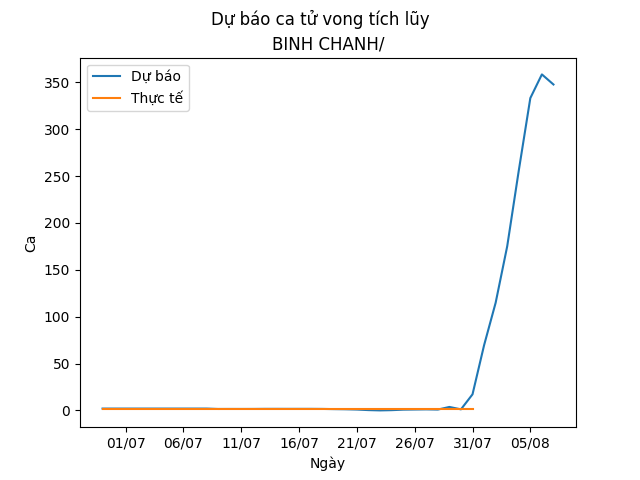 Dự báo ca tử vong tích lũy
BINH CHANH/
Dự báo
Thực tế
350
300
250
200
150
100
50
0
Ca
01/07 06/07 11/07 16/07 21/07 26/07 31/07 05/08
Ngày